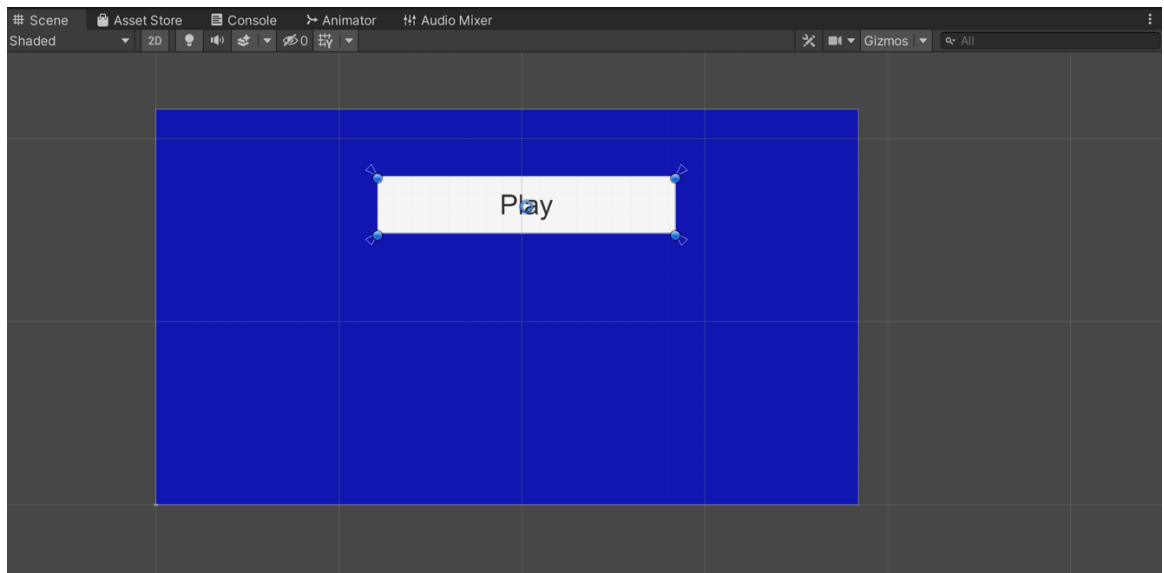 Scene Asset Store Console Animator Audio Mixer
Shaded 2D 0 Gizmos All
Play